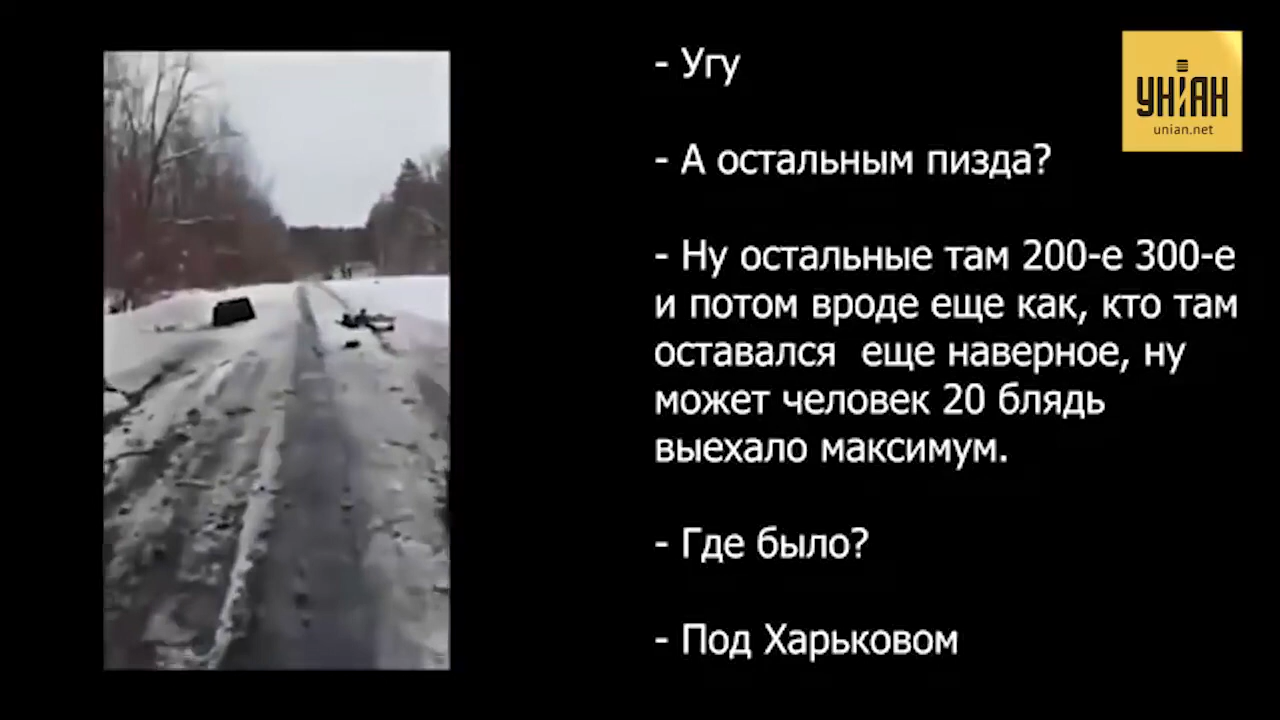 - Угу
УНІАН
unian.net
- А остальным пизда?
- Ну остальные там 200-е 300-е
и потом вроде еще как, кто там
оставался еще наверное, ну
может человек 20 блядь
выехало максимум.
- Где было?
- Под Харьковом